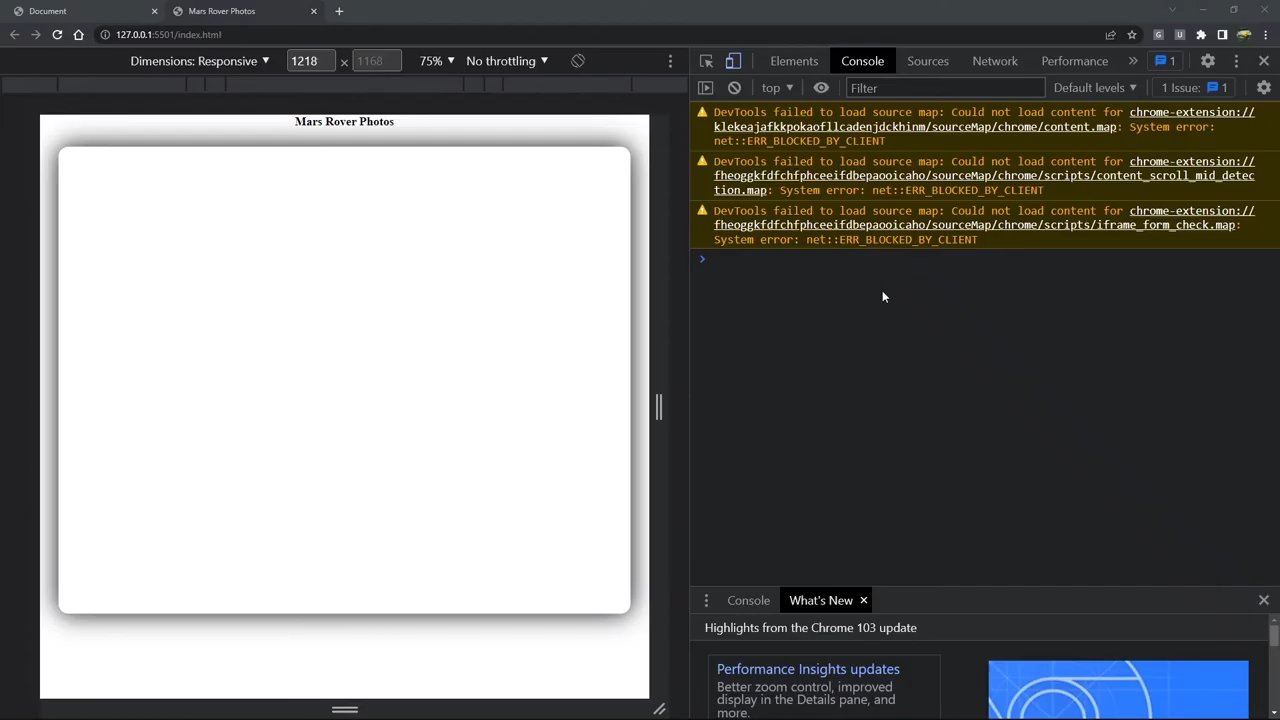 Document
Mars Rover Photos
127.0.0.1:5501/index.html
Dimensions: Responsive
1218 × 1168
75%
No throttling
Elements
Console
Sources
Network
Performance
1
top
Filter
Default levels
1 Issue: 1
DevTools failed to load source map: Could not load content for chrome-extension://
klekeajafkkpokaofllcadenjdckhinm/sourceMap/chrome/content.map: System error:
net::ERR_BLOCKED_BY_CLIENT
DevTools failed to load source map: Could not load content for chrome-extension://
fheoggkfdfchfphceeifdbepaooicaho/sourceMap/chrome/scripts/content_scroll_mid_detec
tion.map: System error: net::ERR_BLOCKED_BY_CLIENT
DevTools failed to load source map: Could not load content for chrome-extension://
fheoggkfdfchfphceeifdbepaooicaho/sourceMap/chrome/scripts/iframe_form_check.map:
System error: net::ERR_BLOCKED_BY_CLIENT
Mars Rover Photos
Console
What's New
Highlights from the Chrome 103 update
Performance Insights updates
Better zoom control, improved
display in the Details pane, and
more.